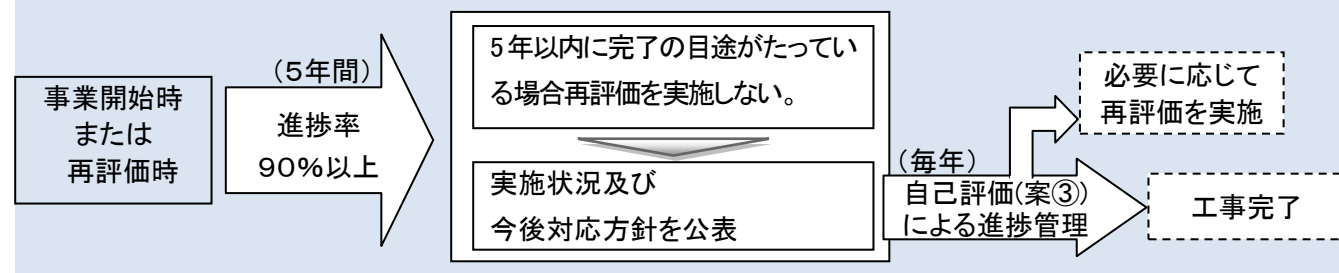 事業開始時
または
再評価時
(5年間)
進捗率
90%以上
5年以内に完了の目途がたってい
る場合再評価を実施しない。
実施状況及び
今後対応方針を公表
(毎年)
自己評価(案③)
による進捗管理
必要に応じて
再評価を実施
工事完了